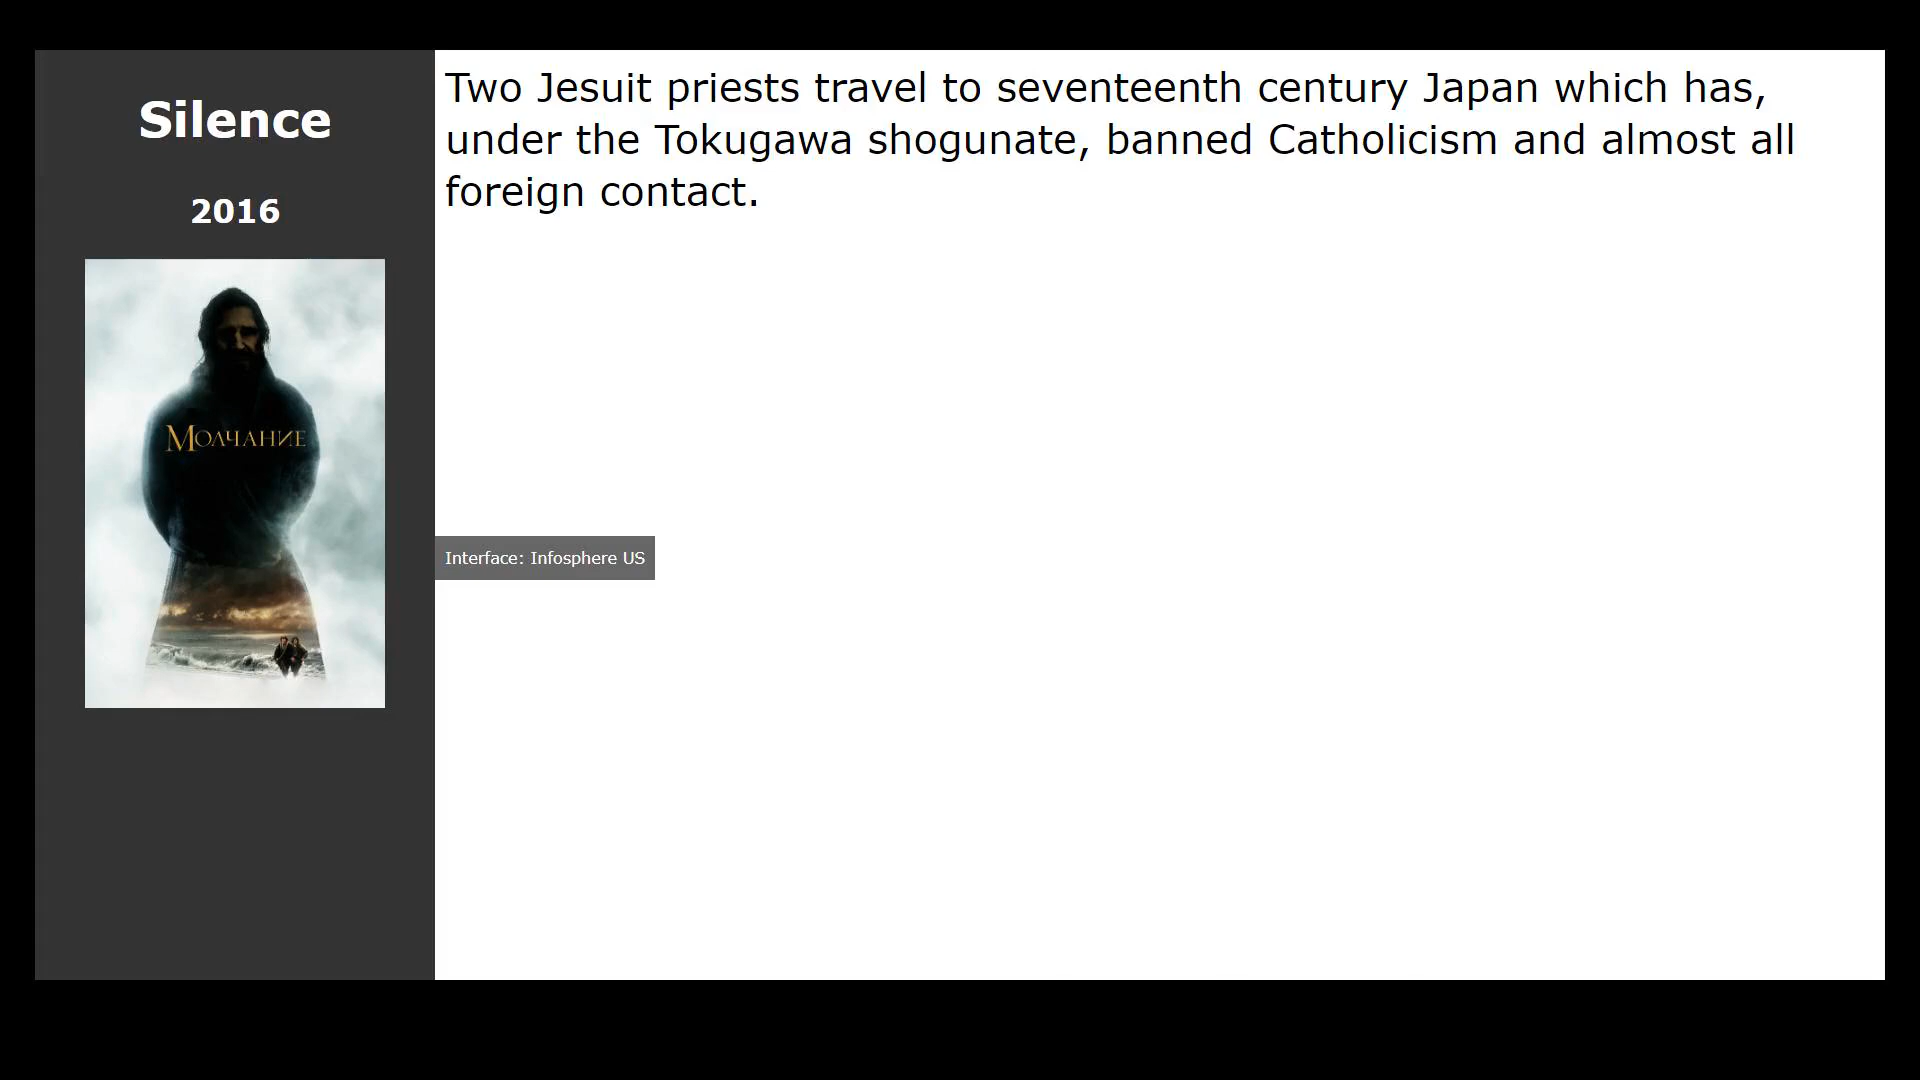 Silence
2016
МОЛЧАНИЕ
Two Jesuit priests travel to seventeenth century Japan which has,
under the Tokugawa shogunate, banned Catholicism and almost all
foreign contact.
Interface: Infosphere US